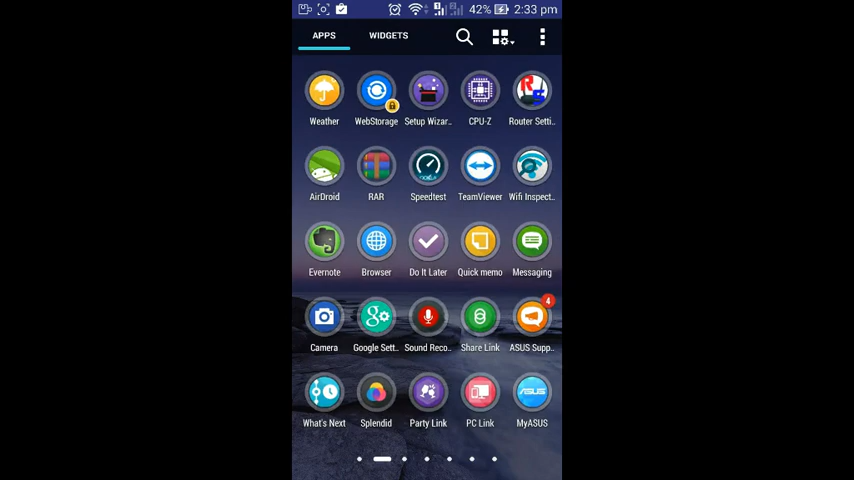 42% 2:33 pm
APPS WIDGETS
Weather WebStorage Setup Wizar.. CPU-Z Router Setti..
AirDroid RAR Speedtest TeamViewer Wifi Inspect..
Evernote Browser Do It Later Quick memo Messaging
4
Camera Google Sett.. Sound Reco.. Share Link ASUS Supp..
What's Next Splendid Party Link PC Link MyASUS